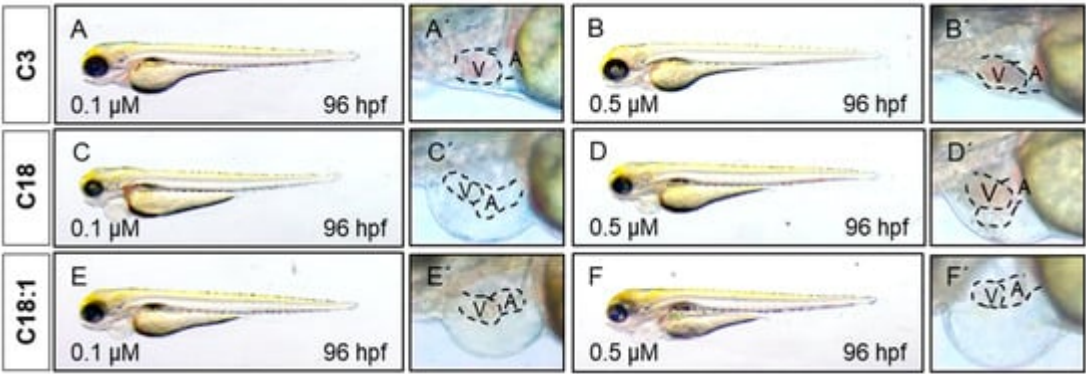 C3
A
0.1 µM 96 hpf
A´
V A
B
0.5 µM 96 hpf
B´
V A
C18
C
0.1 µM 96 hpf
C´
V A
D
0.5 µM 96 hpf
D´
V A
C18:1
E
0.1 µM 96 hpf
E´
V A
F
0.5 µM 96 hpf
F´
V A